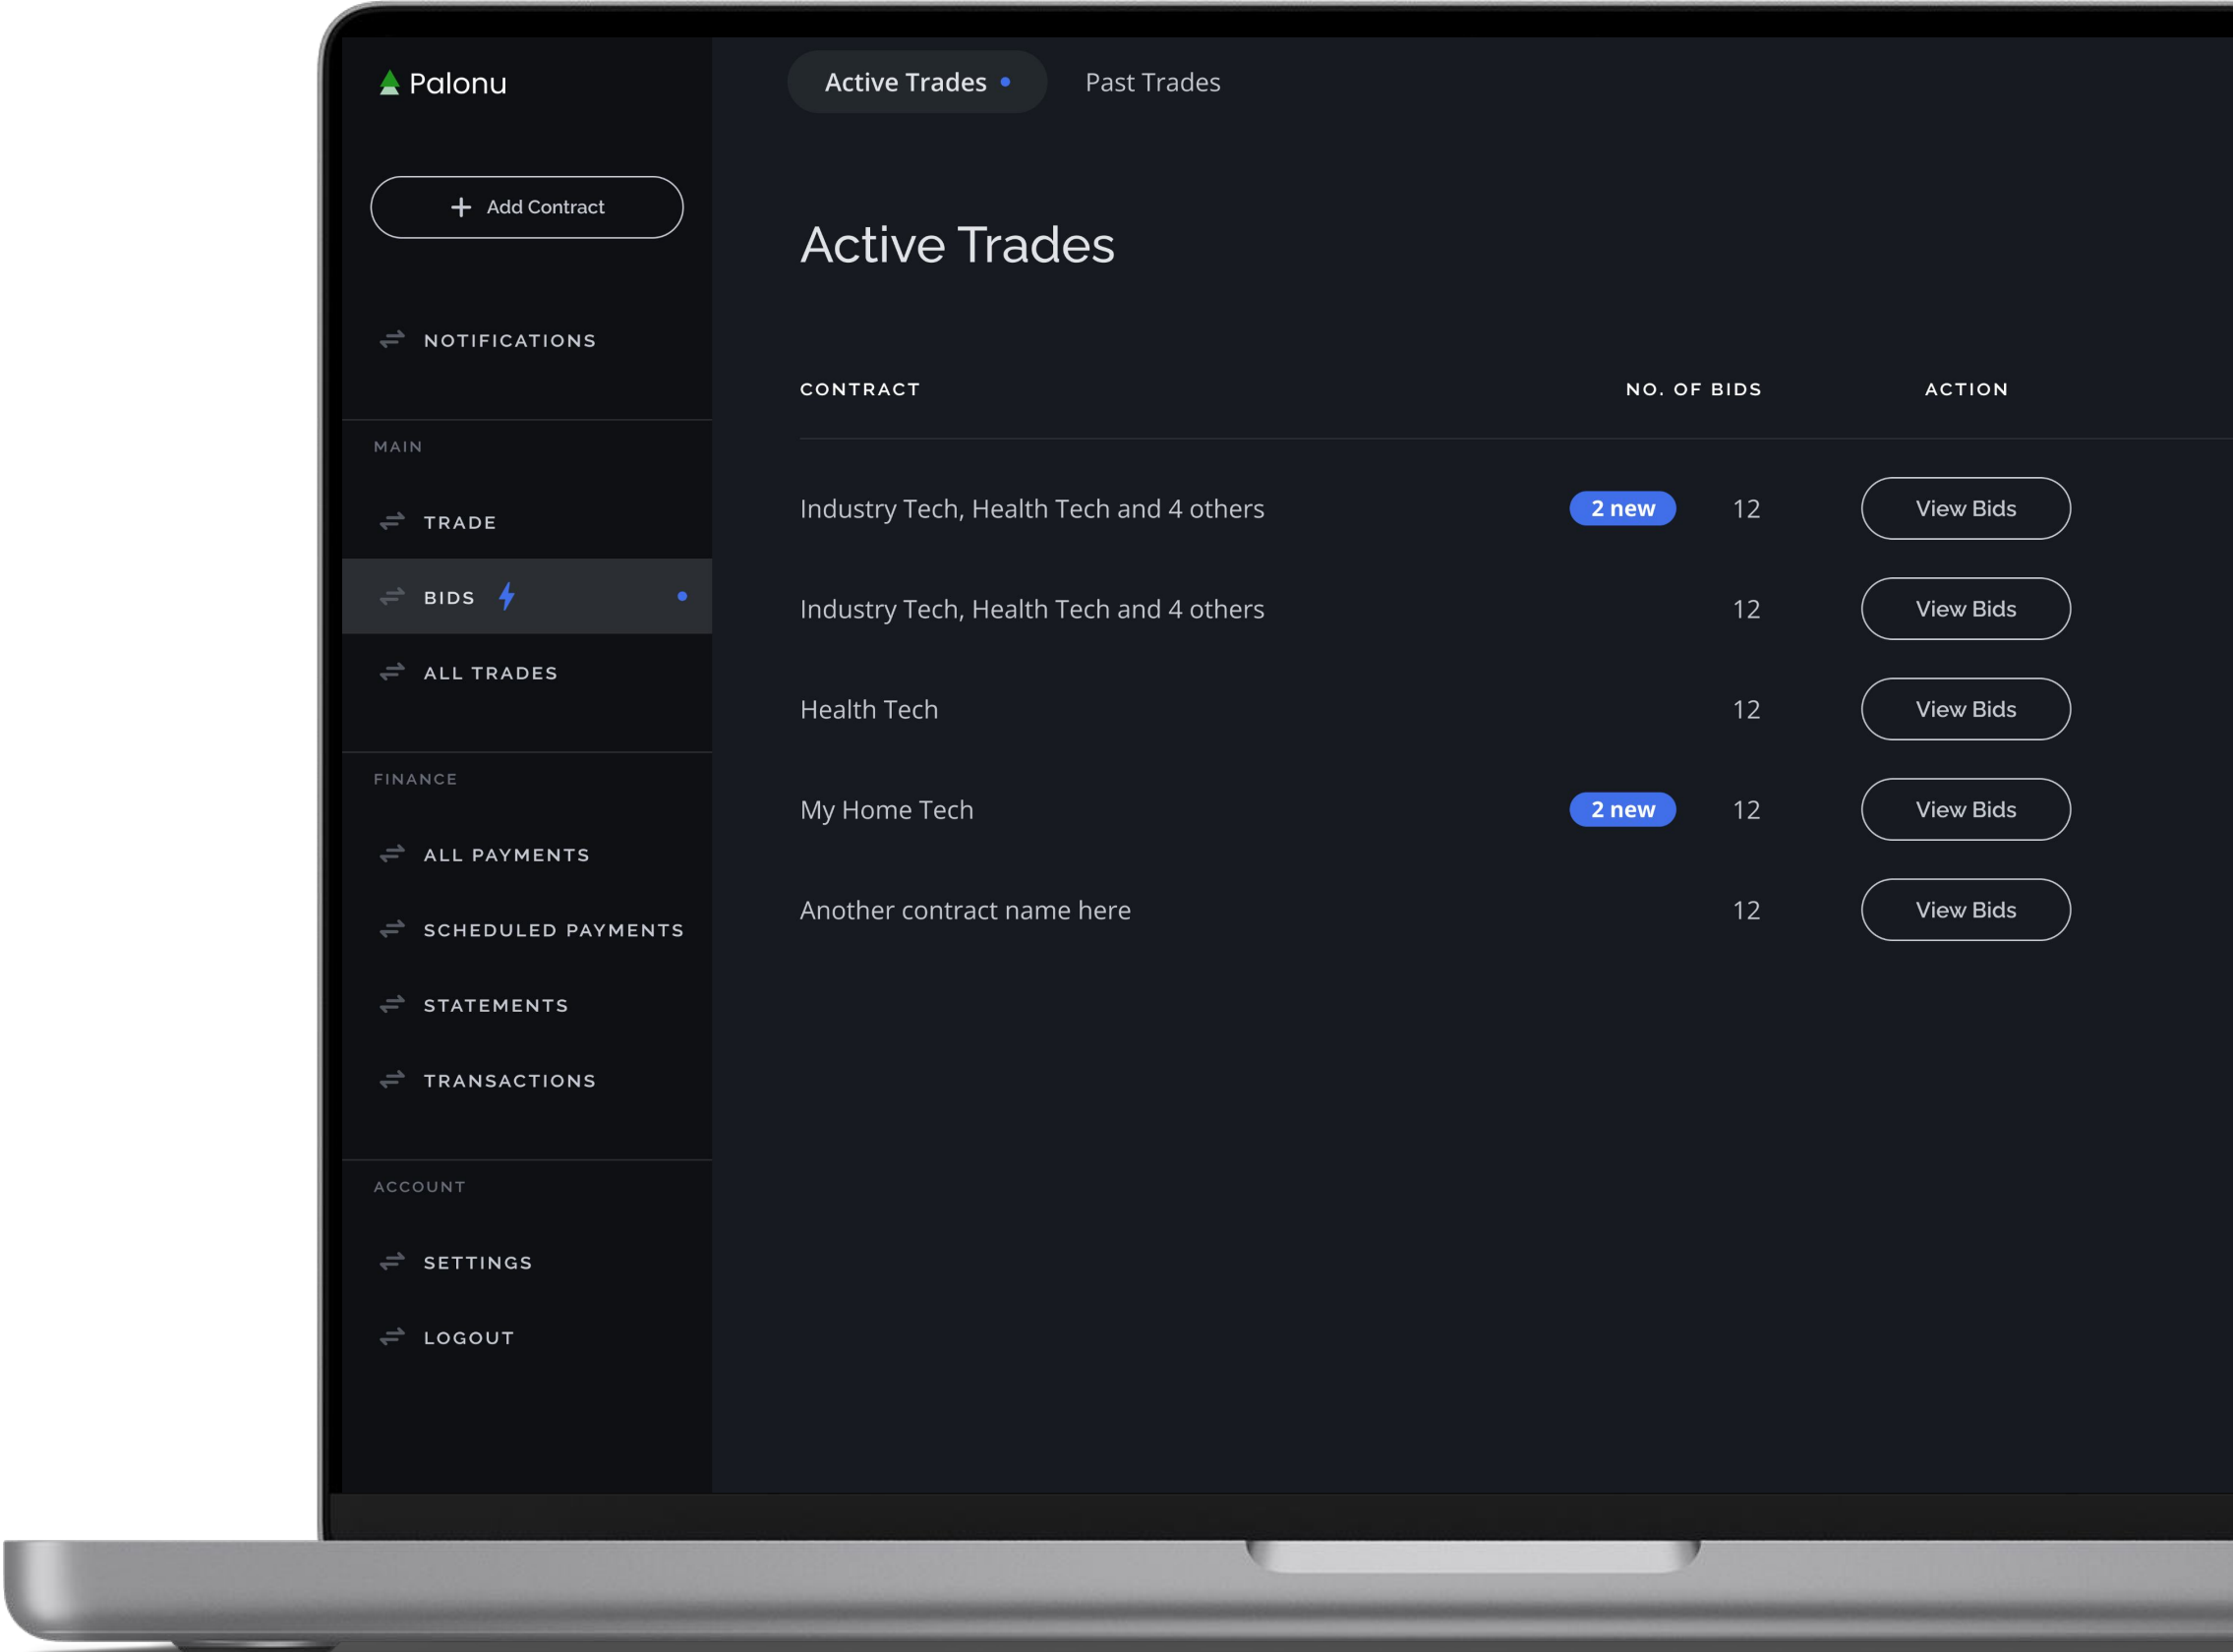 Palonu
Add Contract
NOTIFICATIONS
MAIN
TRADE
BIDS
ALL TRADES
FINANCE
ALL PAYMENTS
SCHEDULED PAYMENTS
STATEMENTS
TRANSACTIONS
ACCOUNT
SETTINGS
LOGOUT
Active Trades Past Trades
Active Trades
CONTRACT NO. OF BIDS ACTION
Industry Tech, Health Tech and 4 others 2 new 12 View Bids
Industry Tech, Health Tech and 4 others 12 View Bids
Health Tech 12 View Bids
My Home Tech 2 new 12 View Bids
Another contract name here 12 View Bids